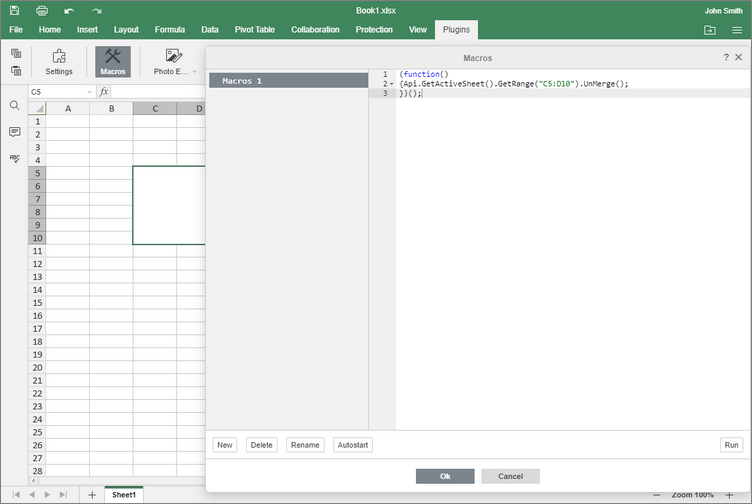 Book1.xlsx
John Smith
File Home Insert Layout Formula Data Pivot Table Collaboration Protection View Plugins
Settings
Macros
Photo E...
Macros
? ×
C5
fx
A B C D
1
2
3
4
5
6
7
8
9
10
11
12
13
14
15
16
17
18
19
20
21
22
23
24
25
26
27
28
ABC
Macros 1
1 (function()
2 {Api.GetActiveSheet().GetRange("C5:D10").UnMerge();
3 })();
New Delete Rename Autostart Run
Ok Cancel
+ Sheet1
− Zoom 100% +